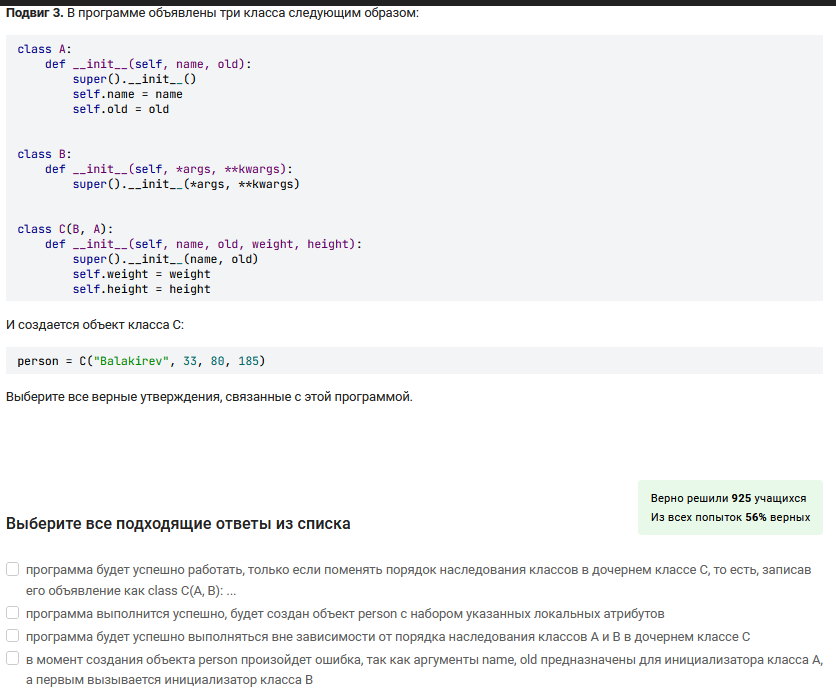 Подвиг 3. В программе объявлены три класса следующим образом:
class A:
    def __init__(self, name, old):
        super().__init__()
        self.name = name
        self.old = old
class B:
    def __init__(self, *args, **kwargs):
        super().__init__(*args, **kwargs)
class C(B, A):
    def __init__(self, name, old, weight, height):
        super().__init__(name, old)
        self.weight = weight
        self.height = height
И создается объект класса C:
person = C("Balakirev", 33, 80, 185)
Выберите все верные утверждения, связанные с этой программой.
Верно решили 925 учащихся
Из всех попыток 56% верных
Выберите все подходящие ответы из списка
программа будет успешно работать, только если поменять порядок наследования классов в дочернем классе C, то есть, записав
его объявление как class C(A, B): ...
программа выполнится успешно, будет создан объект person с набором указанных локальных атрибутов
программа будет успешно выполняться вне зависимости от порядка наследования классов A и B в дочернем классе C
в момент создания объекта person произойдет ошибка, так как аргументы name, old предназначены для инициализатора класса A,
а первым вызывается инициализатор класса B